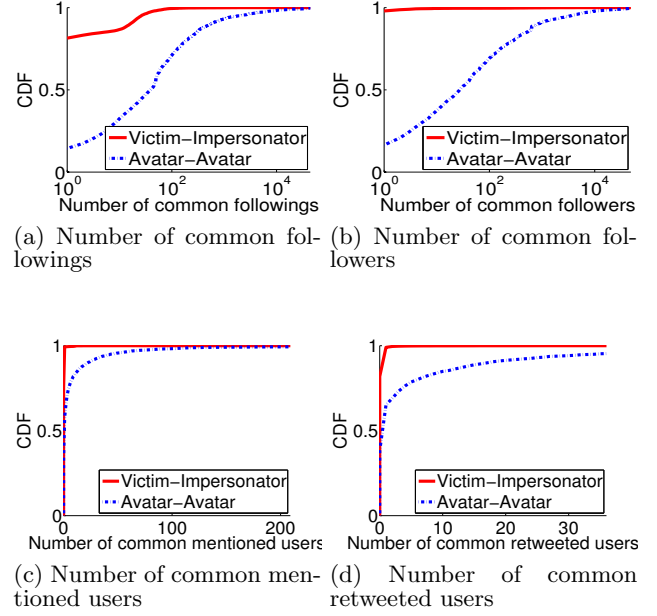 1
CDF
0.5
0
Victim−Impersonator
Avatar−Avatar
10^0 10^2 10^4
Number of common followings
(a) Number of common fol-
lowings
1
CDF
0.5
0
Victim−Impersonator
Avatar−Avatar
10^0 10^2 10^4
Number of common followers
(b) Number of common fol-
lowers
1
CDF
0.5
0
Victim−Impersonator
Avatar−Avatar
0 100 200
Number of common mentioned users
(c) Number of common men-
tioned users
1
CDF
0.5
0
Victim−Impersonator
Avatar−Avatar
0 10 20 30
Number of common retweeted users
(d) Number of common
retweeted users